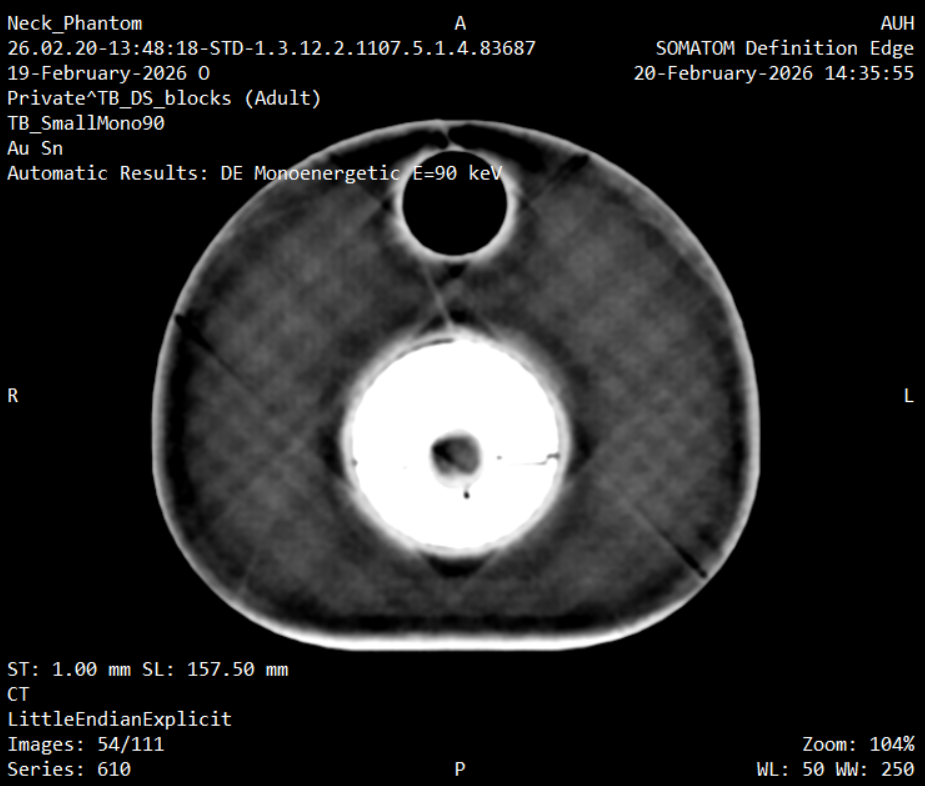 Neck_Phantom
A
AUH
26.02.20-13:48:18-STD-1.3.12.2.1107.5.1.4.83687
SOMATOM Definition Edge
19-February-2026 O
20-February-2026 14:35:55
Private^TB_DS_blocks (Adult)
TB_SmallMono90
Au Sn
Automatic Results: DE Monoenergetic E=90 keV
R
L
ST: 1.00 mm SL: 157.50 mm
CT
LittleEndianExplicit
Images: 54/111
Zoom: 104%
Series: 610
P
WL: 50 WW: 250